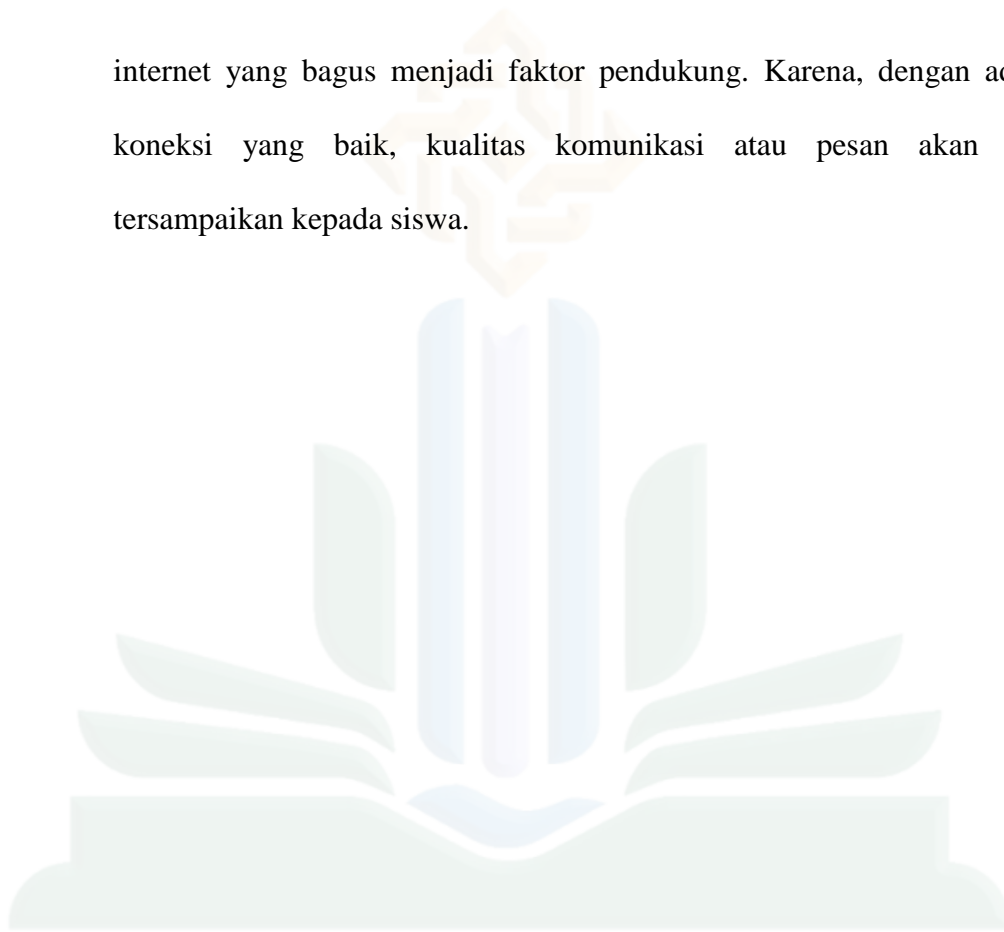 internet yang bagus menjadi faktor pendukung. Karena, dengan
koneksi yang baik, kualitas komunikasi atau pesan akan
tersampaikan kepada siswa.